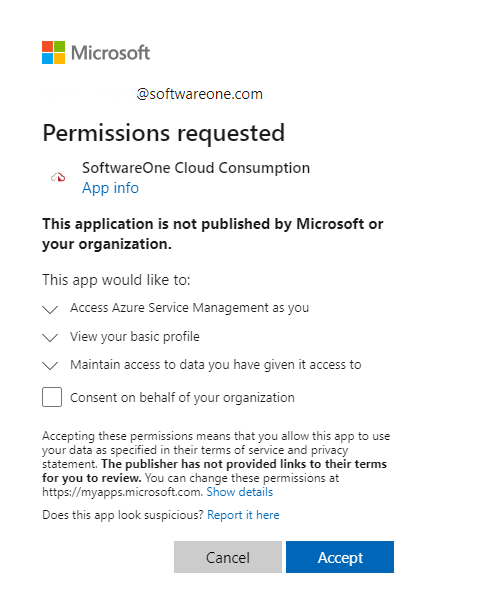 Microsoft
@softwareone.com
Permissions requested
SoftwareOne Cloud Consumption
App info
This application is not published by Microsoft or
your organization.
This app would like to:
Access Azure Service Management as you
View your basic profile
Maintain access to data you have given it access to
Consent on behalf of your organization
Accepting these permissions means that you allow this app to use
your data as specified in their terms of service and privacy
statement. The publisher has not provided links to their terms
for you to review. You can change these permissions at
https://myapps.microsoft.com. Show details
Does this app look suspicious? Report it here
Cancel
Accept